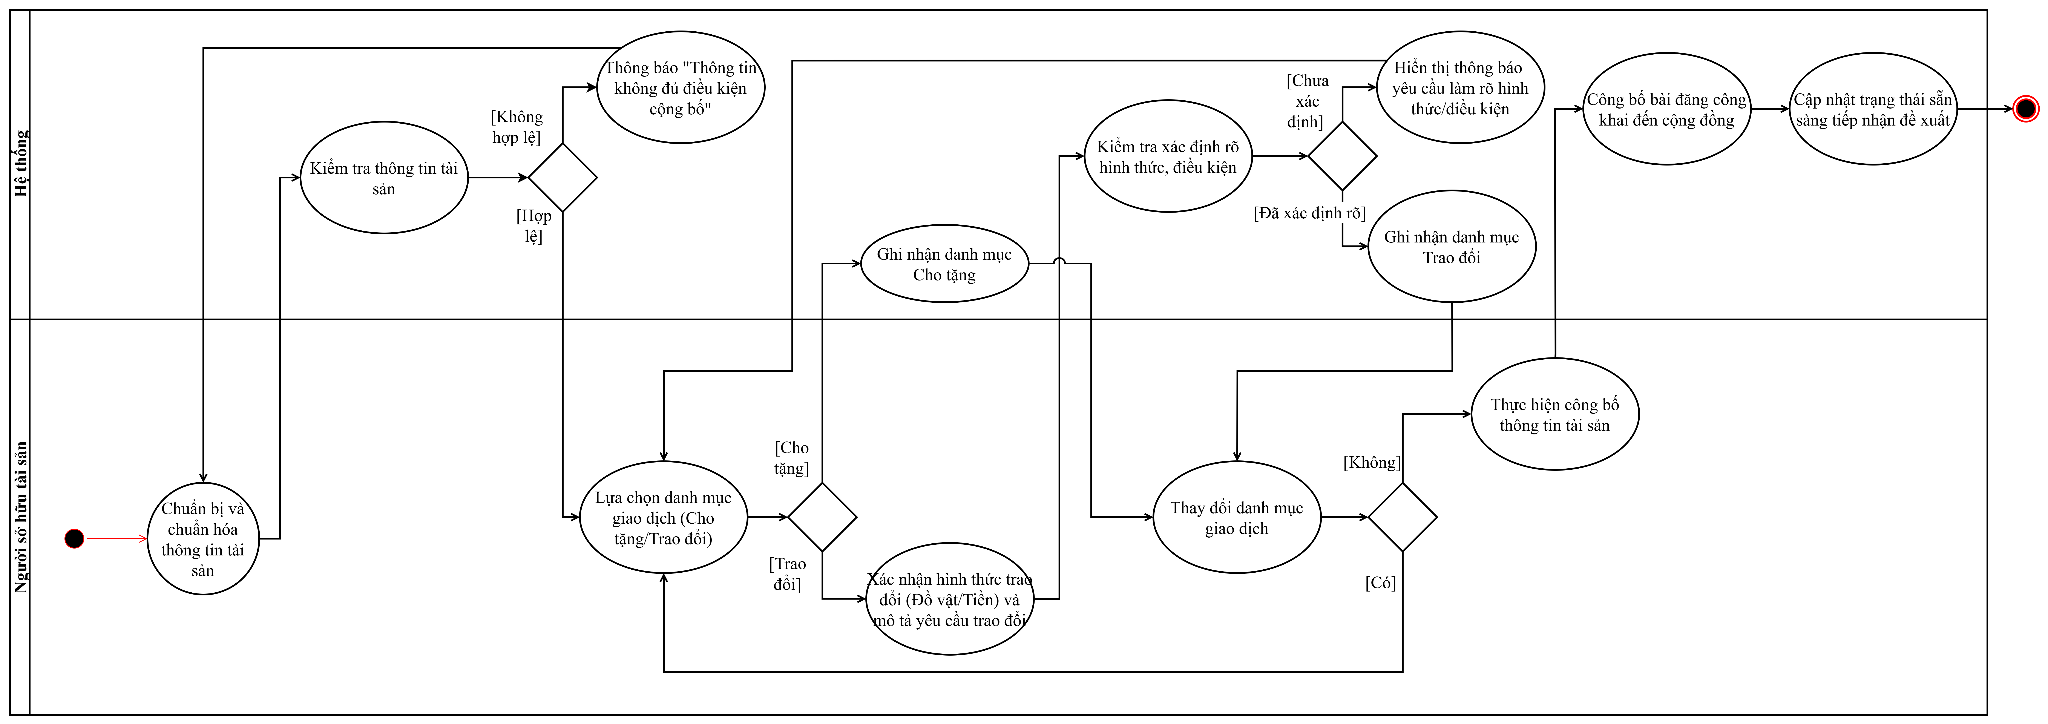 Hệ thống
Thông báo "Thông tin
không đủ điều kiện
cộng bố"
[Không
hợp lệ]
Kiểm tra thông tin tài
sản
[Hợp
lệ]
Ghi nhận danh mục
Cho tặng
Kiểm tra xác định rõ
hình thức, điều kiện
[Chưa
xác
định]
Hiển thị thông báo
yêu cầu làm rõ hình
thức/điều kiện
[Đã xác định rõ]
Ghi nhận danh mục
Trao đổi
Công bố bài đăng công
khai đến cộng đồng
Cập nhật trạng thái sẵn
sàng tiếp nhận đề xuất
Người sở hữu tài sản
Chuẩn bị và
chuẩn hóa
thông tin tài
sản
Lựa chọn danh mục
giao dịch (Cho
tặng/Trao đổi)
[Cho
tặng]
[Trao
đổi]
Xác nhận hình thức trao
đổi (Đồ vật/Tiền) và
mô tả yêu cầu trao đổi
Thay đổi danh mục
giao dịch
[Không]
[Có]
Thực hiện công bố
thông tin tài sản